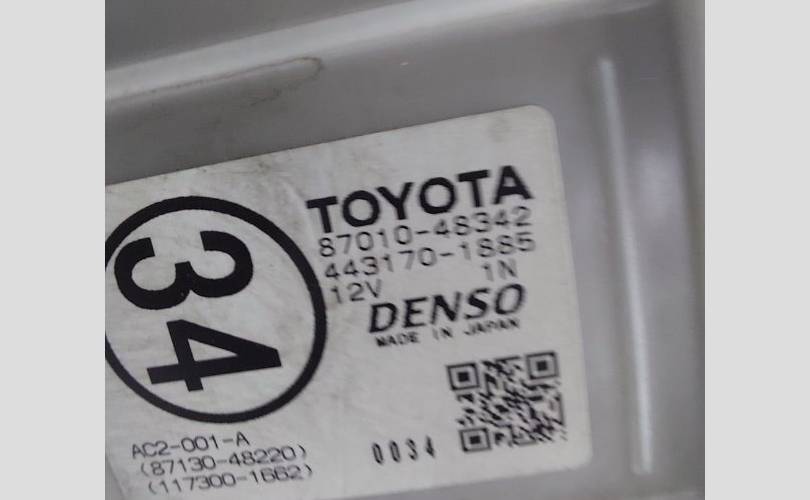 TOYOTA
87010-48342
443170-1885
12V 1N
DENSO
MADE IN JAPAN
34
AC2-001-A
(87130-48220)
(117300-1662)
0034